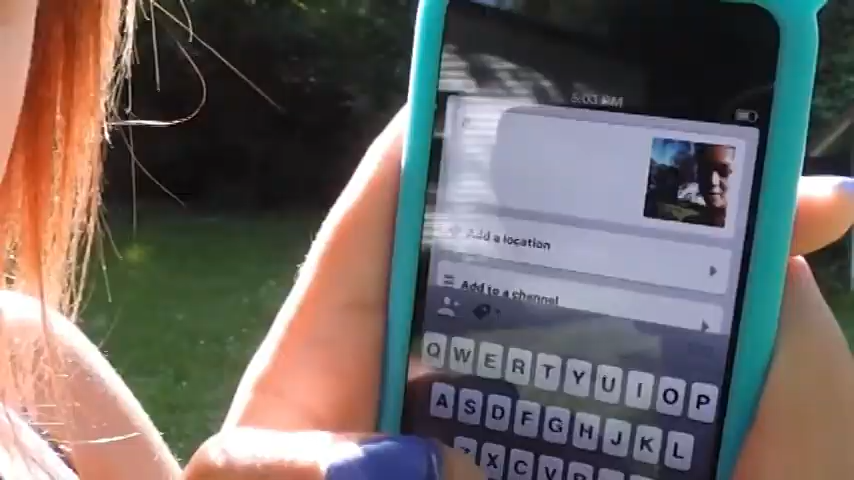 5:03 PM
Add a location
Add to a channel
Q W E R T Y U I O P
A S D F G H J K L
Z X C V B